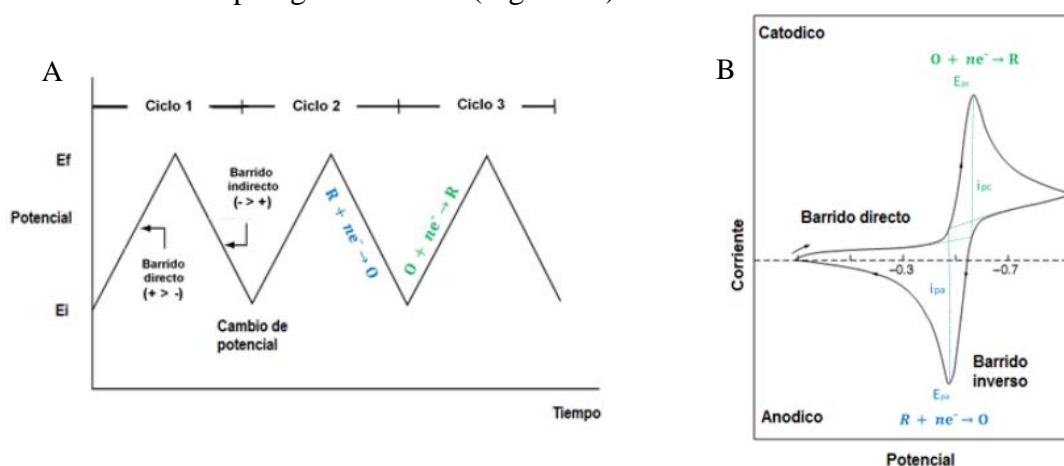 A
Ciclo 1
Ciclo 2
Ciclo 3
Ef
Potencial
Ei
Barrido
indirecto
(- > +)
Barrido
directo
(+ > -)
R + ne⁻ → O
O + ne⁻ → R
Cambio de
potencial
Tiempo
B
Catodico
O + ne⁻ → R
Epc
ipc
Barrido directo
Corriente
-.1
-0.3
-0.7
ipa
Barrido
inverso
Epa
Anodico
R + ne⁻ → O
Potencial